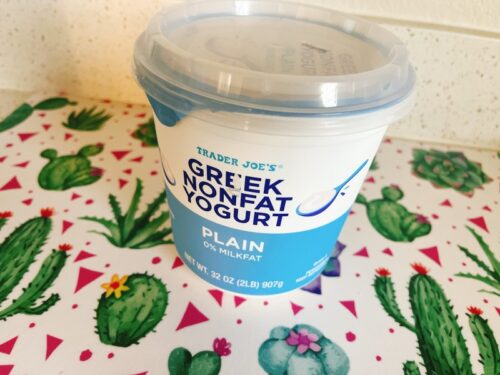 TRADER JOE'S®
GREEK
NONFAT
YOGURT
PLAIN
0% MILKFAT
NET WT. 32 OZ (2LB) 907g